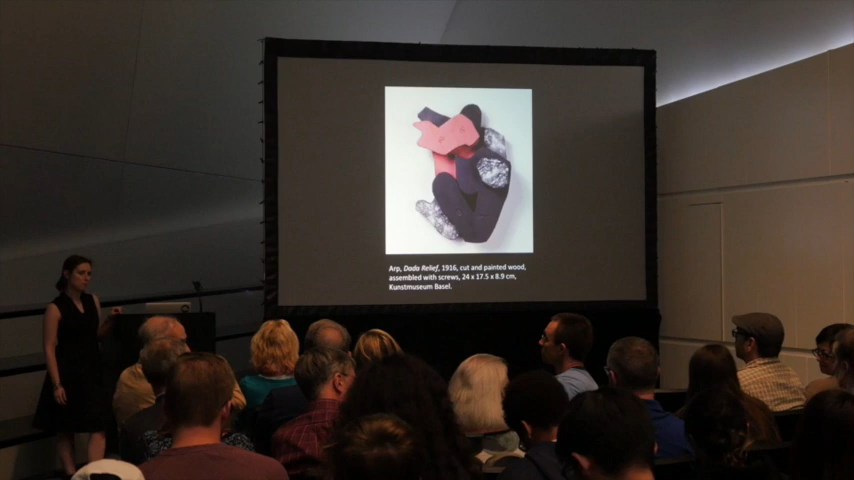 Arp, Dada Relief, 1916, cut and painted wood,
assembled with screws, 24 x 17.5 x 8.9 cm,
Kunstmuseum Basel.